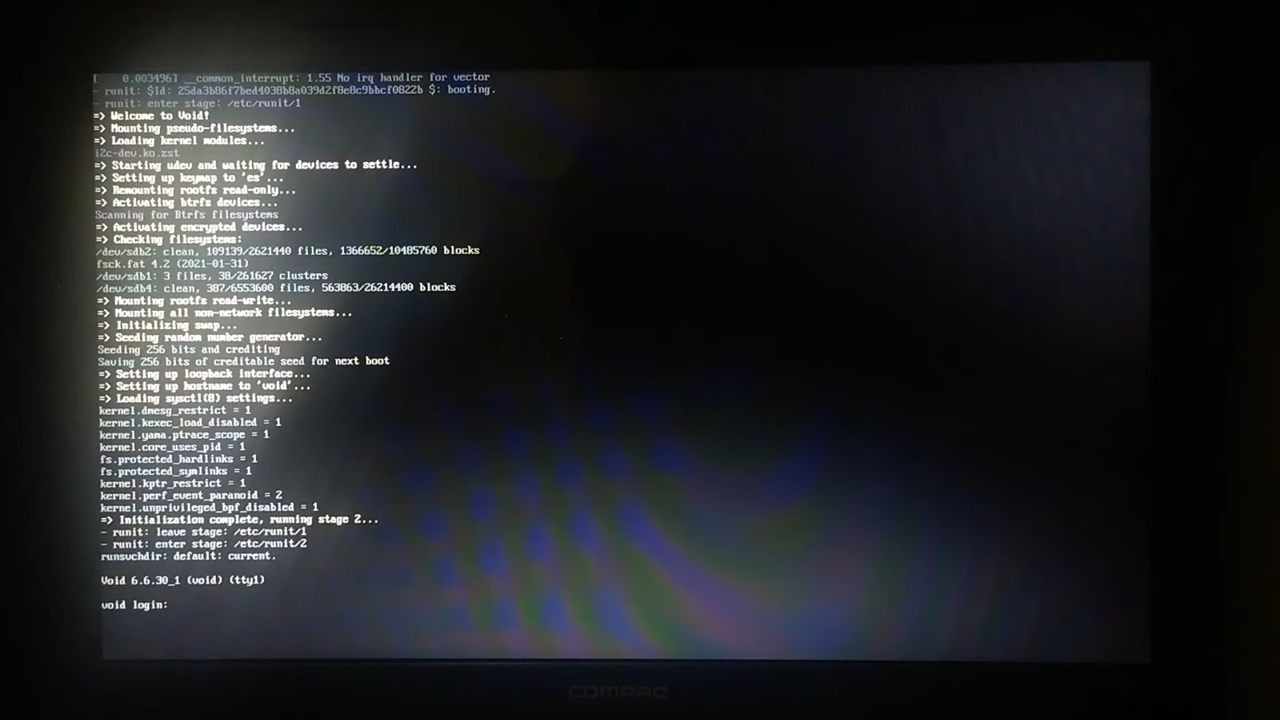 [    0.003496] __common_interrupt: 1.55 No irq handler for vector
- runit: $Id: 25da3b86f7bed4038b8a039d2f8e8c9bbcf0822b $: booting.
- runit: enter stage: /etc/runit/1
=> Welcome to Void!
=> Mounting pseudo-filesystems...
=> Loading kernel modules...
i2c-dev.ko.zst
=> Starting udev and waiting for devices to settle...
=> Setting up keymap to 'es'...
=> Remounting rootfs read-only...
=> Activating btrfs devices...
Scanning for Btrfs filesystems
=> Activating encrypted devices...
=> Checking filesystems:
/dev/sdb2: clean, 109139/2621440 files, 1366652/10485760 blocks
fsck.fat 4.2 (2021-01-31)
/dev/sdb1: 3 files, 38/261627 clusters
/dev/sdb4: clean, 387/6553600 files, 563863/26214400 blocks
=> Mounting rootfs read-write...
=> Mounting all non-network filesystems...
=> Initializing swap...
=> Seeding random number generator...
Seeding 256 bits and crediting
Saving 256 bits of creditable seed for next boot
=> Setting up loopback interface...
=> Setting up hostname to 'void'...
=> Loading sysctl(8) settings...
kernel.dmesg_restrict = 1
kernel.kexec_load_disabled = 1
kernel.yama.ptrace_scope = 1
kernel.core_uses_pid = 1
fs.protected_hardlinks = 1
fs.protected_symlinks = 1
kernel.kptr_restrict = 1
kernel.perf_event_paranoid = 2
kernel.unprivileged_bpf_disabled = 1
=> Initialization complete, running stage 2...
- runit: leave stage: /etc/runit/1
- runit: enter stage: /etc/runit/2
runsvchdir: default: current.
Void 6.6.30_1 (void) (tty1)
void login:
COMPAQ